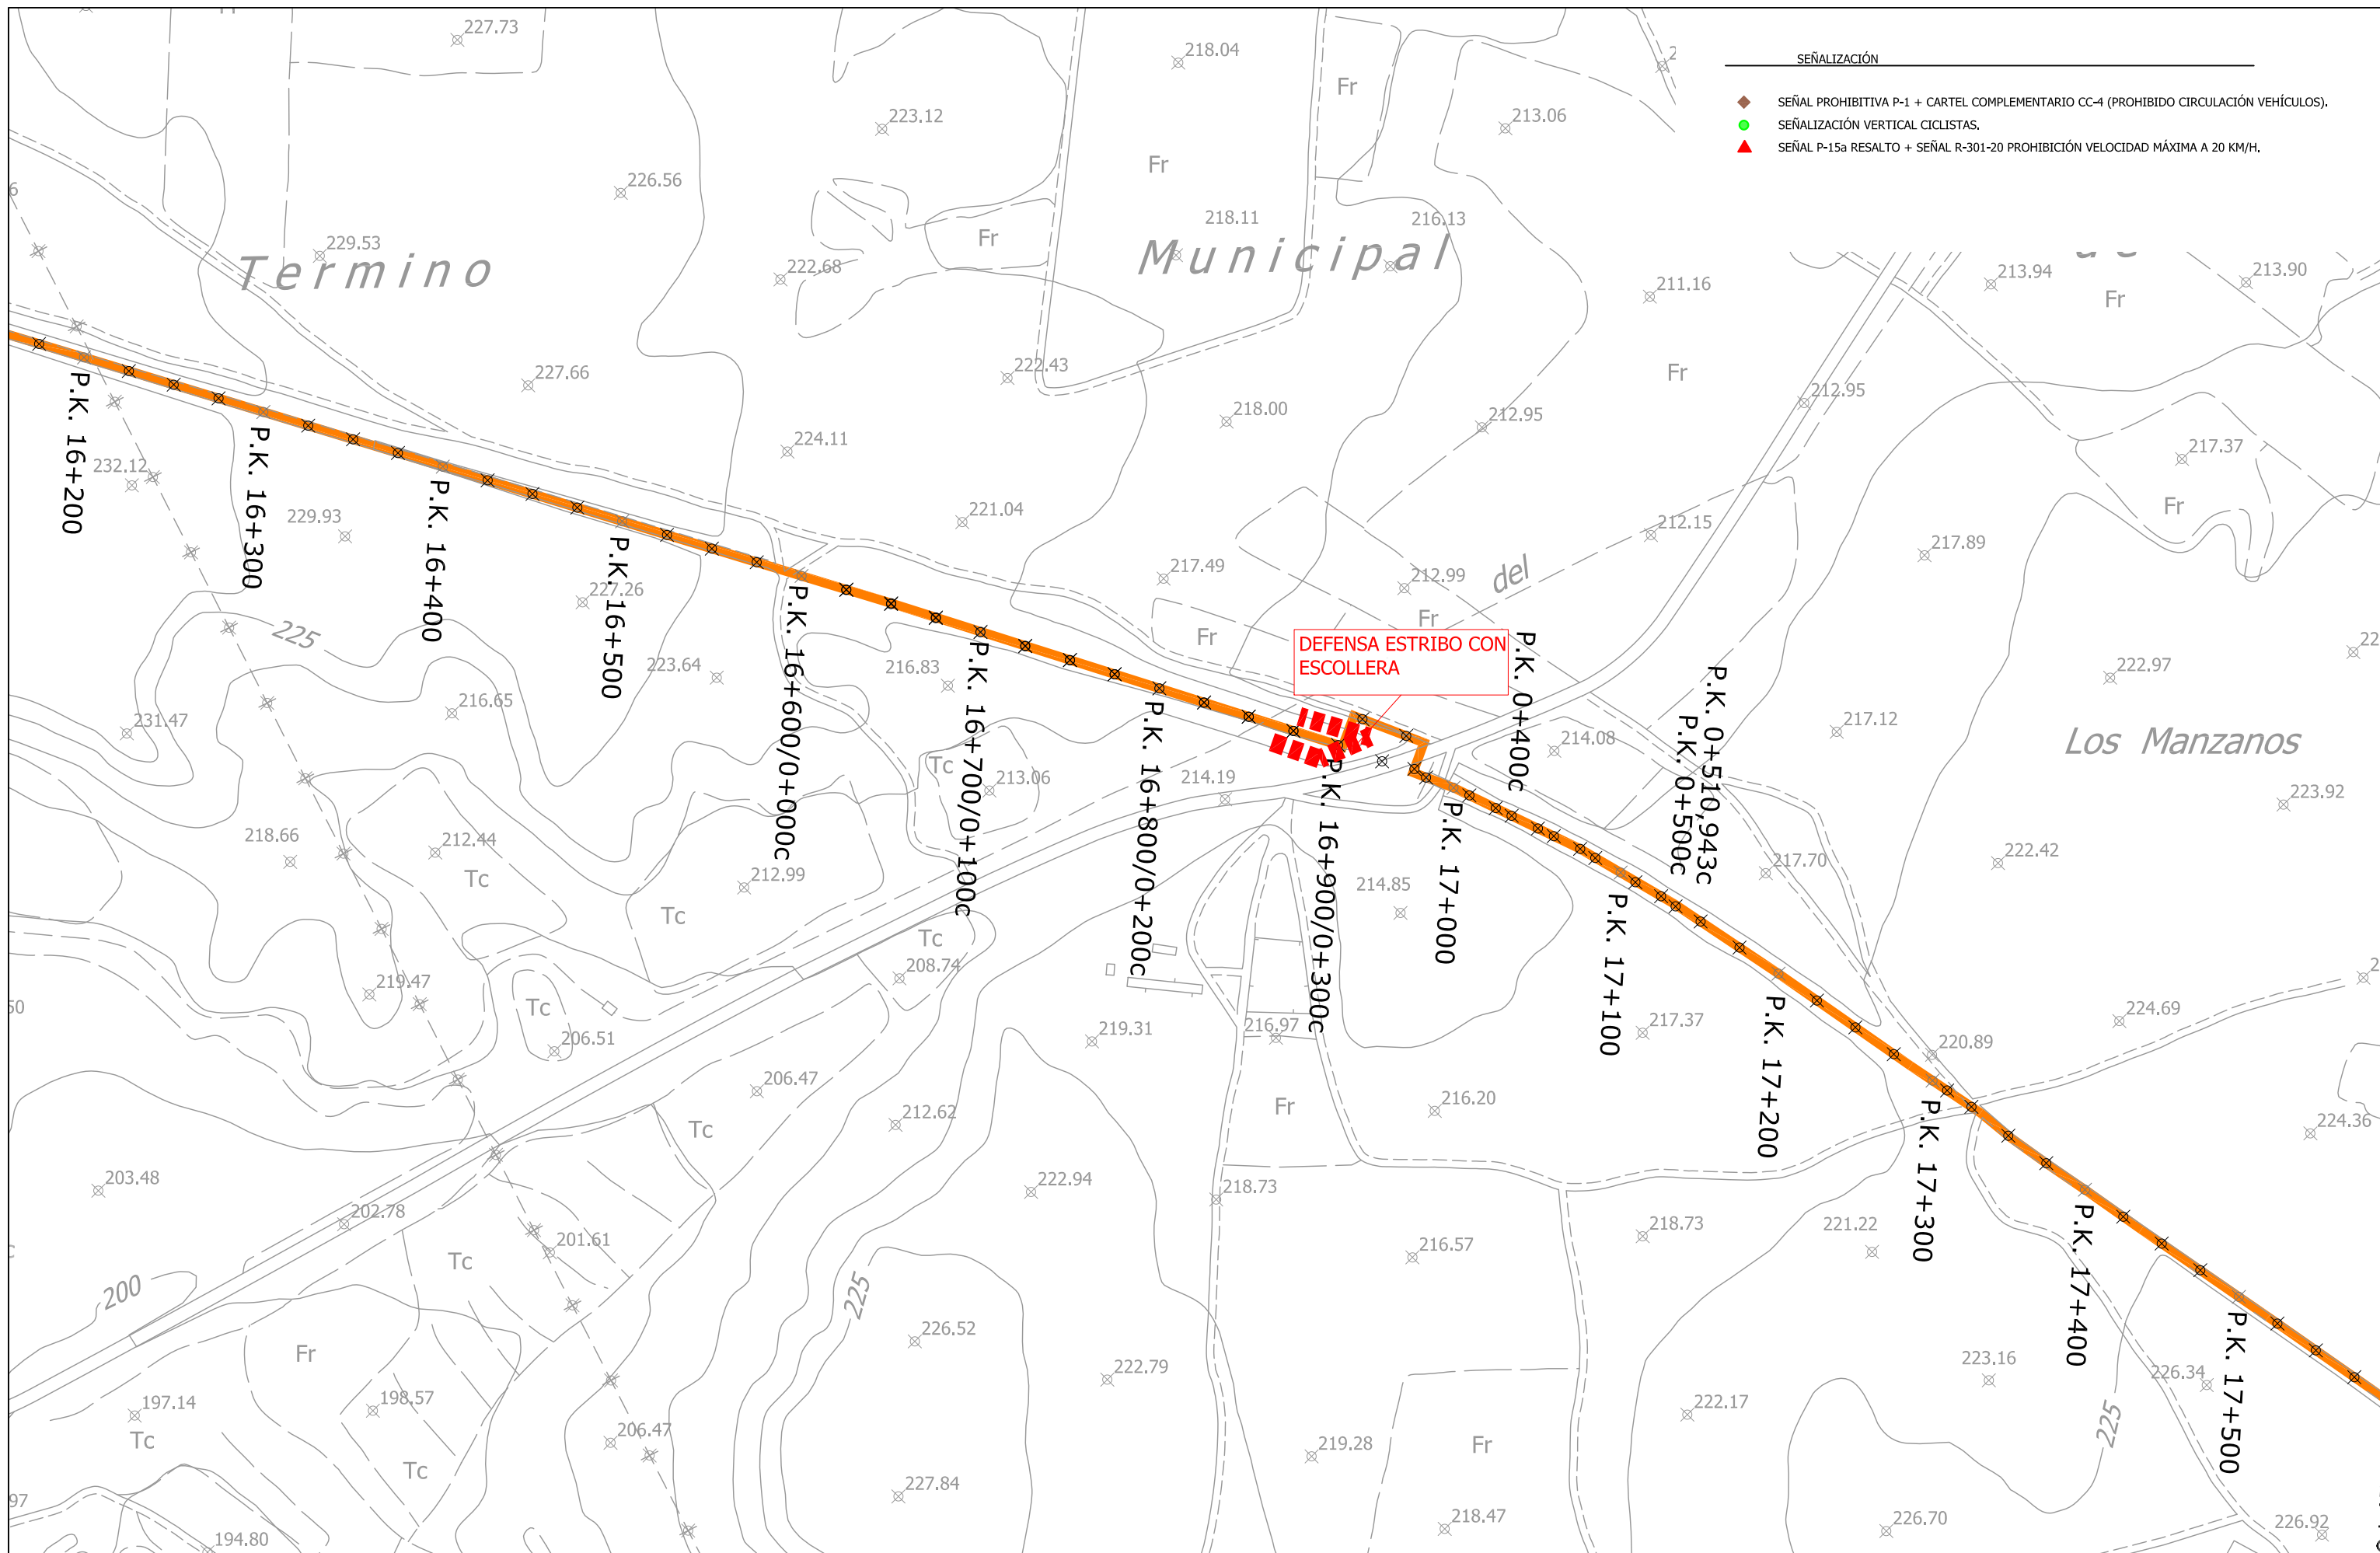 SEÑALIZACIÓN
SEÑAL PROHIBITIVA P-1 + CARTEL COMPLEMENTARIO CC-4 (PROHIBIDO CIRCULACIÓN VEHÍCULOS).
SEÑALIZACIÓN VERTICAL CICLISTAS.
SEÑAL P-15a RESALTO + SEÑAL R-301-20 PROHIBICIÓN VELOCIDAD MÁXIMA A 20 KM/H.
227.73
218.04
Fr
223.12
213.06
Fr
226.56
218.11
216.13
229.53
Fr
Termino
Municipal
222.68
213.94
213.90
211.16
Fr
227.66
222.43
Fr
212.95
218.00
212.95
224.11
217.37
232.12
Fr
229.93
221.04
212.15
217.89
P.K. 16+200
P.K. 16+300
P.K. 16+400
P.K. 16+500
P.K. 16+600/0+000c
P.K. 16+700/0+100c
P.K. 16+800/0+200c
P.K. 16+900/0+300c
P.K. 0+400c
P.K. 17+000
P.K. 0+500c
P.K. 0+510,943c
P.K. 17+100
P.K. 17+200
P.K. 17+300
P.K. 17+400
P.K. 17+500
217.49
212.99
del
227.26
Fr
225
Fr
DEFENSA ESTRIBO CON
ESCOLLERA
223.64
216.83
222.97
216.65
231.47
217.12
214.08
Los Manzanos
Tc
213.06
214.19
223.92
218.66
212.44
222.42
217.70
Tc
212.99
214.85
Tc
Tc
208.74
219.47
Tc
224.69
206.51
219.31
216.97
217.37
220.89
206.47
Fr
216.20
212.62
Tc
224.36
203.48
222.94
218.73
202.78
218.73
221.22
201.61
216.57
Tc
200
225
226.52
Fr
223.16
222.79
226.34
197.14
198.57
222.17
225
Tc
206.47
219.28
Fr
Tc
227.84
218.47
226.70
226.92
194.80